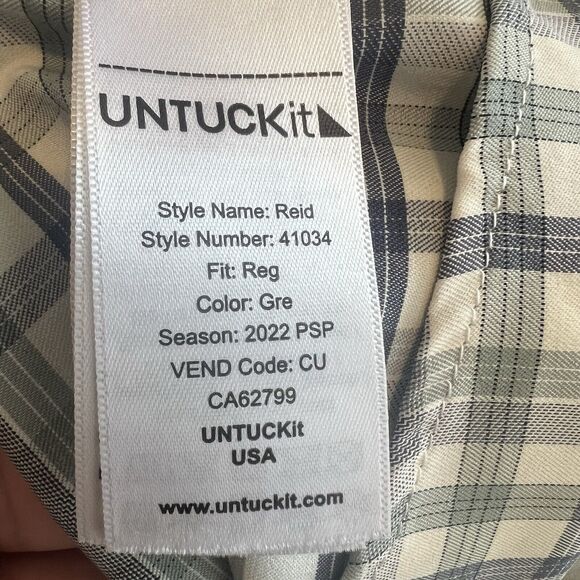 UNTUCKit
Style Name: Reid
Style Number: 41034
Fit: Reg
Color: Gre
Season: 2022 PSP
VEND Code: CU
CA62799
UNTUCKit
USA
www.untuckit.com